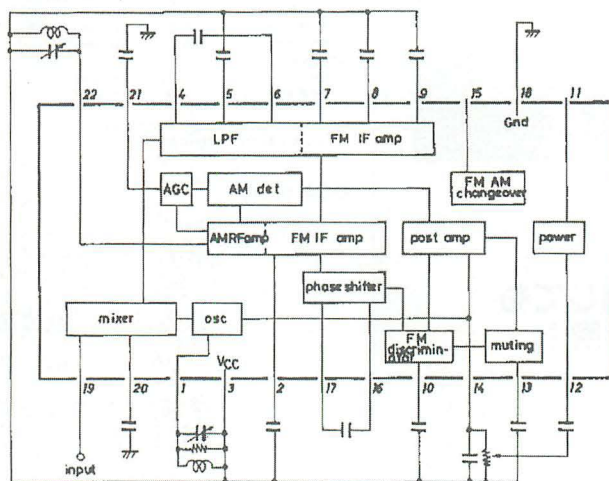 22 21 4 5 6 7 8 9 15 18 11
Gnd
LPF FM IF amp
FM AM
changeover
AGC AM det
AMRFamp FM IF amp post amp power
phase shifter
mixer osc
FM
discrimin-
ator
muting
VCC
19 20 1 3 2 17 16 10 14 13 12
input